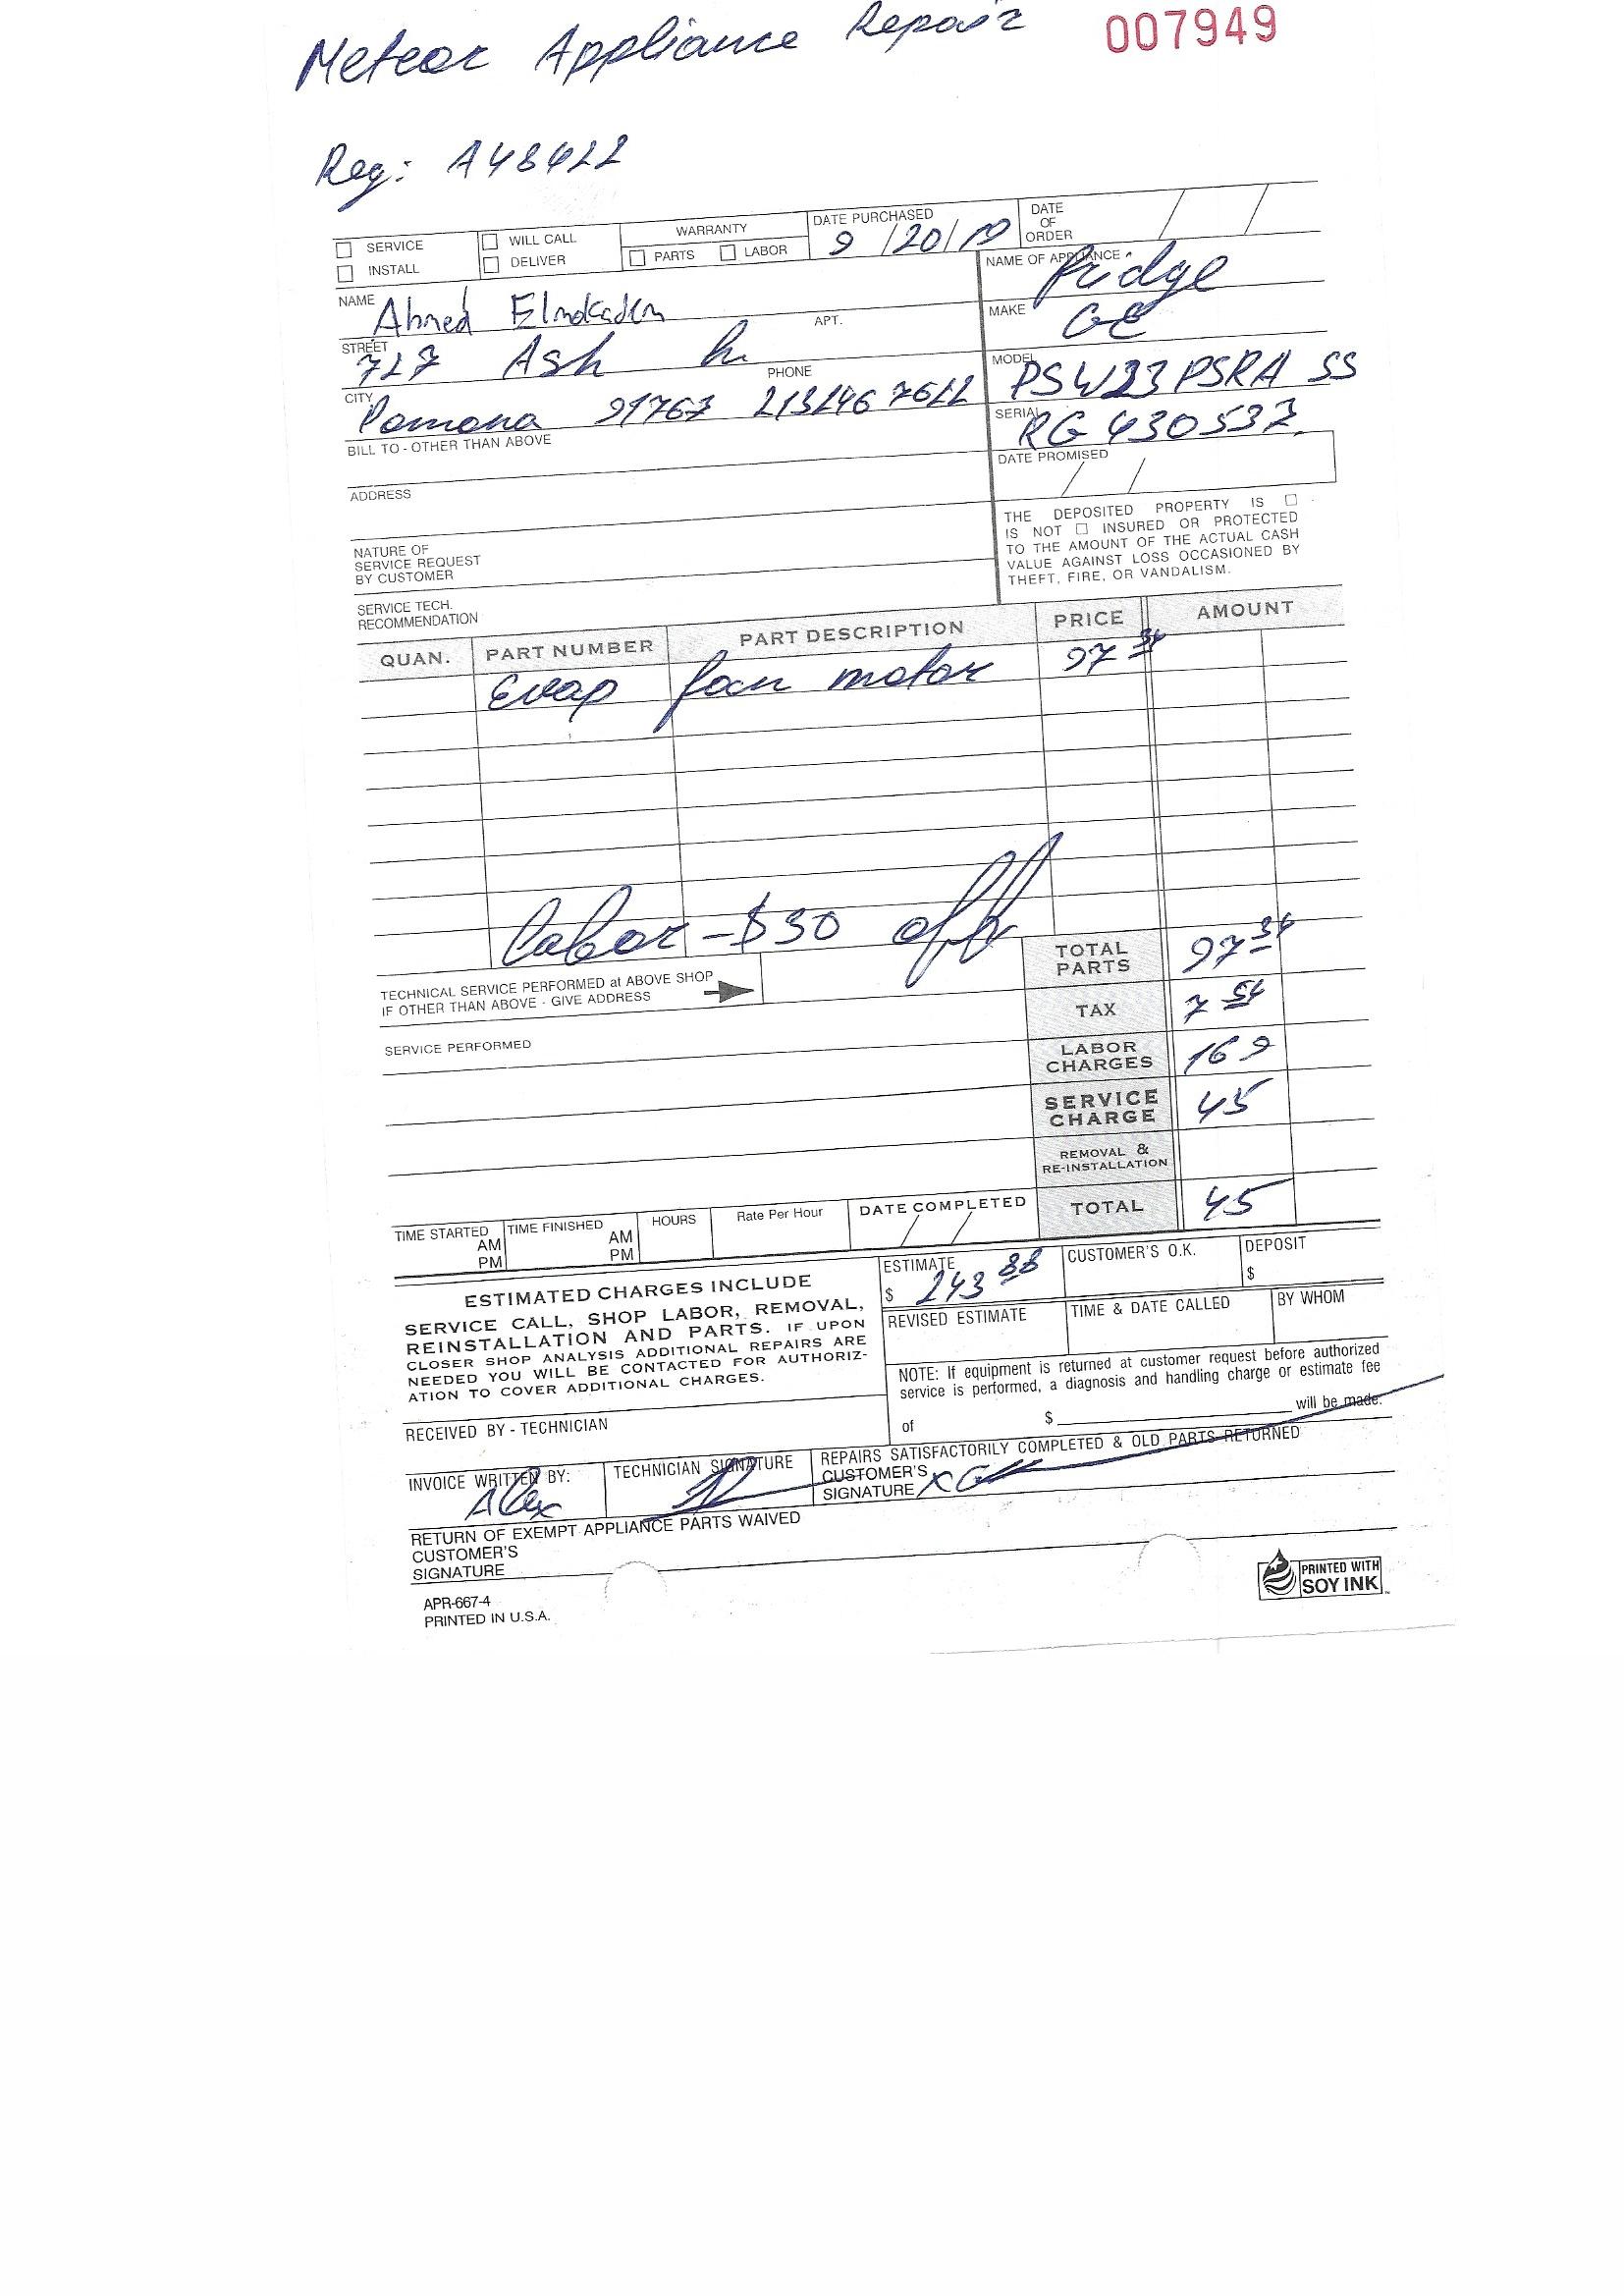 Meteor Appliance Repair 007949
Reg: A48422
SERVICE WILL CALL WARRANTY DATE PURCHASED 9/20/19 DATE OF ORDER / /
INSTALL DELIVER PARTS LABOR
NAME Ahmed Elmokadem NAME OF APPLIANCE Fridge
APT. MAKE GE
STREET 727 Ash MODEL PSW23PSRA SS
CITY Pomona 91767 PHONE 2132467622 SERIAL RG430537
BILL TO - OTHER THAN ABOVE DATE PROMISED / /
ADDRESS
THE DEPOSITED PROPERTY IS
IS NOT INSURED OR PROTECTED
TO THE AMOUNT OF THE ACTUAL CASH
VALUE AGAINST LOSS OCCASIONED BY
THEFT, FIRE, OR VANDALISM.
NATURE OF
SERVICE REQUEST
BY CUSTOMER
SERVICE TECH.
RECOMMENDATION
QUAN. PART NUMBER PART DESCRIPTION PRICE AMOUNT
Evap fan motor 97 34
Labor - $30 off
TOTAL PARTS 97 34
TECHNICAL SERVICE PERFORMED at ABOVE SHOP
IF OTHER THAN ABOVE - GIVE ADDRESS
TAX 7 54
SERVICE PERFORMED
LABOR CHARGES 169
SERVICE CHARGE 45
REMOVAL & RE-INSTALLATION
TOTAL 45
TIME STARTED AM PM TIME FINISHED AM PM HOURS Rate Per Hour DATE COMPLETED / /
ESTIMATE $ 243 88 CUSTOMER'S O.K. DEPOSIT $
REVISED ESTIMATE TIME & DATE CALLED BY WHOM
ESTIMATED CHARGES INCLUDE
SERVICE CALL, SHOP LABOR, REMOVAL,
REINSTALLATION AND PARTS. IF UPON
CLOSER SHOP ANALYSIS ADDITIONAL REPAIRS ARE
NEEDED YOU WILL BE CONTACTED FOR AUTHORIZ-
ATION TO COVER ADDITIONAL CHARGES.
NOTE: If equipment is returned at customer request before authorized
service is performed, a diagnosis and handling charge or estimate fee
of $ will be made.
RECEIVED BY - TECHNICIAN
INVOICE WRITTEN BY: Alex TECHNICIAN SIGNATURE REPAIRS SATISFACTORILY COMPLETED & OLD PARTS RETURNED
CUSTOMER'S
SIGNATURE X
RETURN OF EXEMPT APPLIANCE PARTS WAIVED
CUSTOMER'S
SIGNATURE
APR-667-4
PRINTED IN U.S.A.
PRINTED WITH
SOY INK